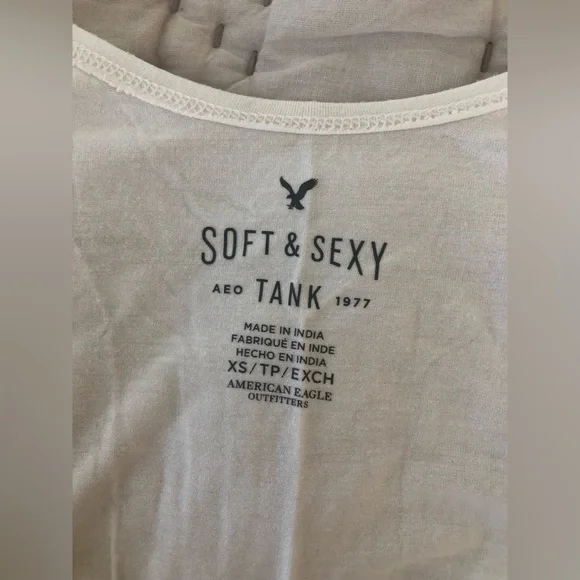 SOFT & SEXY
AEO TANK 1977
MADE IN INDIA
FABRIQUÉ EN INDE
HECHO EN INDIA
XS/TP/EXCH
AMERICAN EAGLE
OUTFITTERS